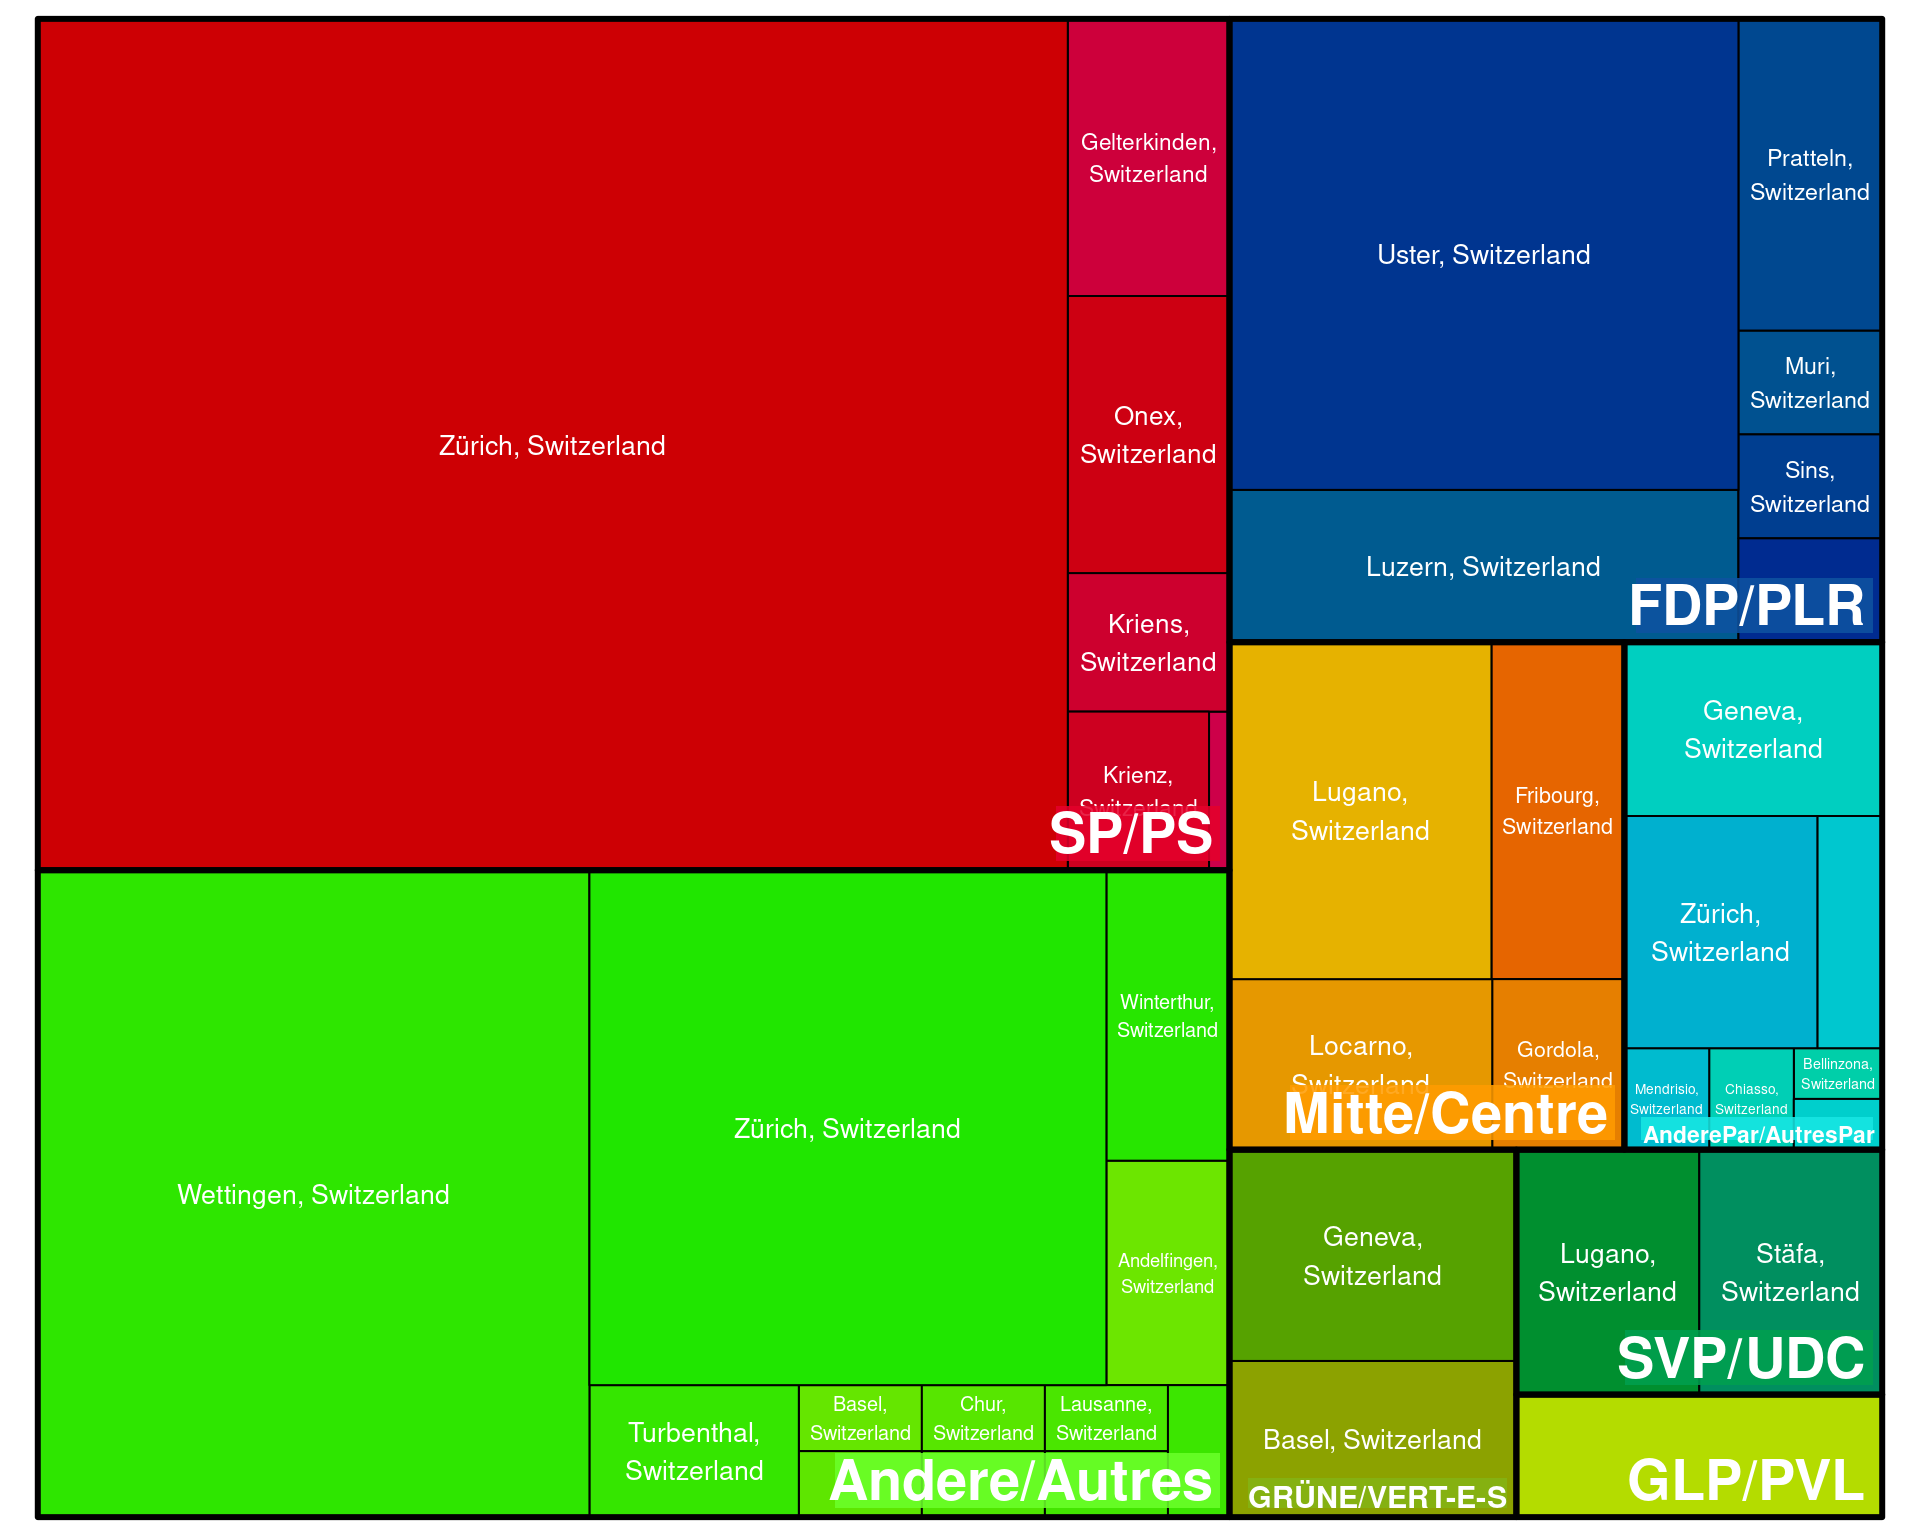 Zürich, Switzerland
Gelterkinden,
Switzerland
Onex,
Switzerland
Kriens,
Switzerland
Krienz,
Switzerland
SP/PS
Uster, Switzerland
Pratteln,
Switzerland
Muri,
Switzerland
Sins,
Switzerland
Luzern, Switzerland
FDP/PLR
Wettingen, Switzerland
Zürich, Switzerland
Winterthur,
Switzerland
Andelfingen,
Switzerland
Turbenthal,
Switzerland
Basel,
Switzerland
Chur,
Switzerland
Lausanne,
Switzerland
Andere/Autres
Lugano,
Switzerland
Fribourg,
Switzerland
Locarno,
Switzerland
Gordola,
Switzerland
Mitte/Centre
Geneva,
Switzerland
Zürich,
Switzerland
Mendrisio,
Switzerland
Chiasso,
Switzerland
Bellinzona,
Switzerland
AnderePar/AutresPar
Geneva,
Switzerland
Basel, Switzerland
GRÜNE/VERT-E-S
Lugano,
Switzerland
Stäfa,
Switzerland
SVP/UDC
GLP/PVL